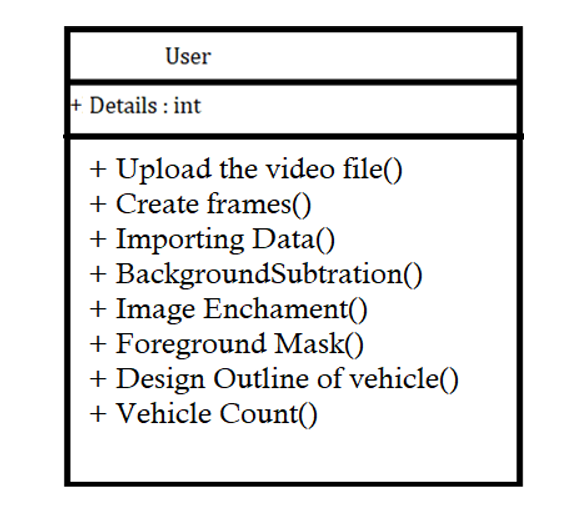 User
+ Details : int
+ Upload the video file()
+ Create frames()
+ Importing Data()
+ BackgroundSubtration()
+ Image Enchament()
+ Foreground Mask()
+ Design Outline of vehicle()
+ Vehicle Count()